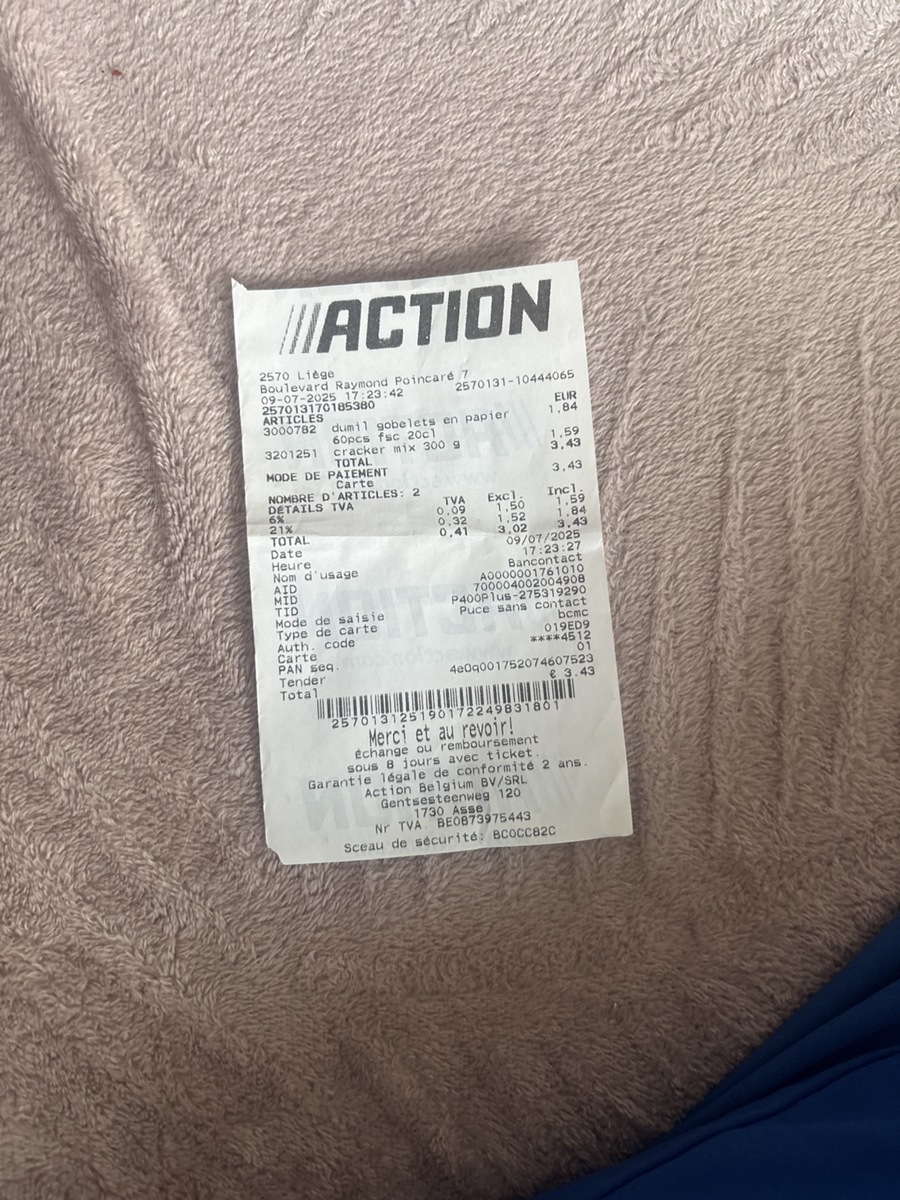 ACTION
2570 Liège
Boulevard Raymond Poincaré 7
09-07-2025 17:23:42 2570131-10444065
257013170185380
ARTICLES EUR
3000782 dumil gobelets en papier 1,84
60pcs fsc 20cl
3201251 cracker mix 300 g 1,59
TOTAL 3,43
MODE DE PAIEMENT
Carte 3,43
NOMBRE D'ARTICLES: 2
DÉTAILS TVA TVA Excl. Incl.
6% 0,09 1,50 1,59
21% 0,32 1,52 1,84
TOTAL 0,41 3,02 3,43
Date 09/07/2025
Heure 17:23:27
Nom d'usage Bancontact
AID A0000001761010
MID 700004002004908
TID P400Plus-275319290
Mode de saisie Puce sans contact
Type de carte bcmc
Auth. code 019ED9
Carte ****4512
PAN seq. 01
Tender 4e0q001752074607523
Total € 3.43
2570131251901722498318​01
Merci et au revoir!
Échange ou remboursement
sous 8 jours avec ticket.
Garantie légale de conformité 2 ans.
Action Belgium BV/SRL
Gentsesteenweg 120
1730 Asse
Nr TVA BE0873975443
Sceau de sécurité: BC0CC82C